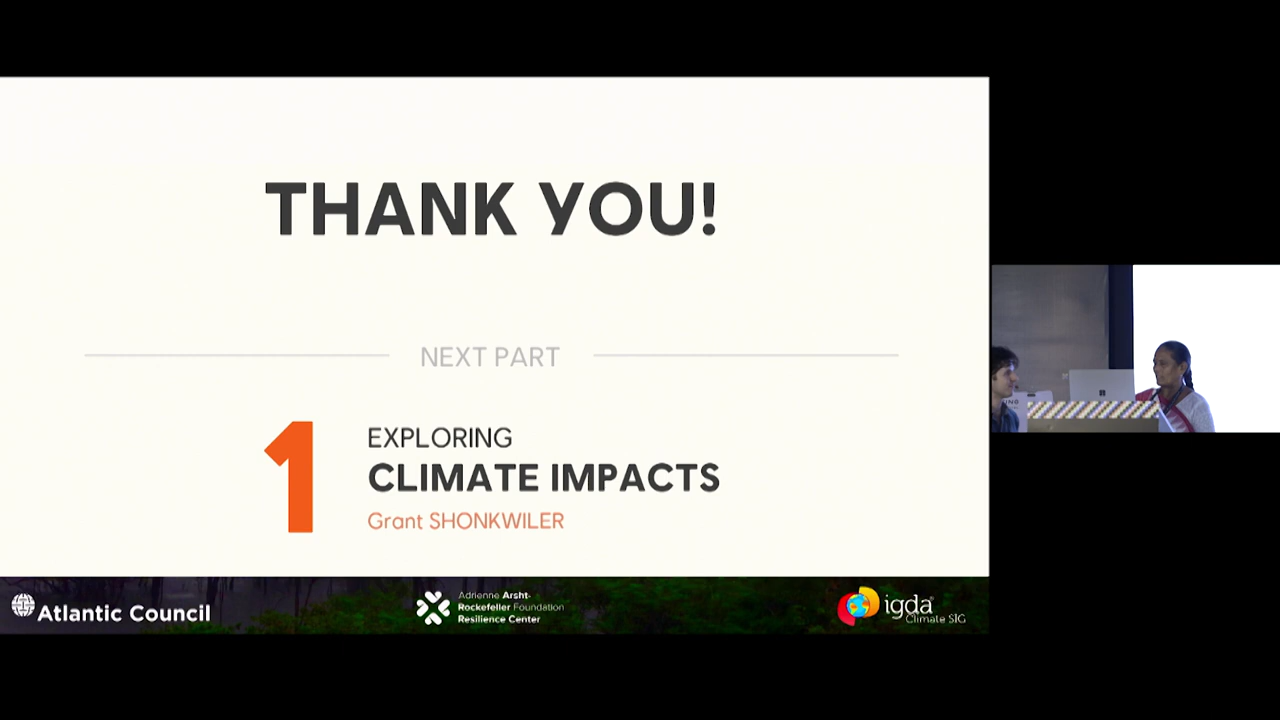 THANK YOU!
NEXT PART
1
EXPLORING
CLIMATE IMPACTS
Grant SHONKWILER
Atlantic Council
Adrienne Arsht-
Rockefeller Foundation
Resilience Center
igda
Climate SIG